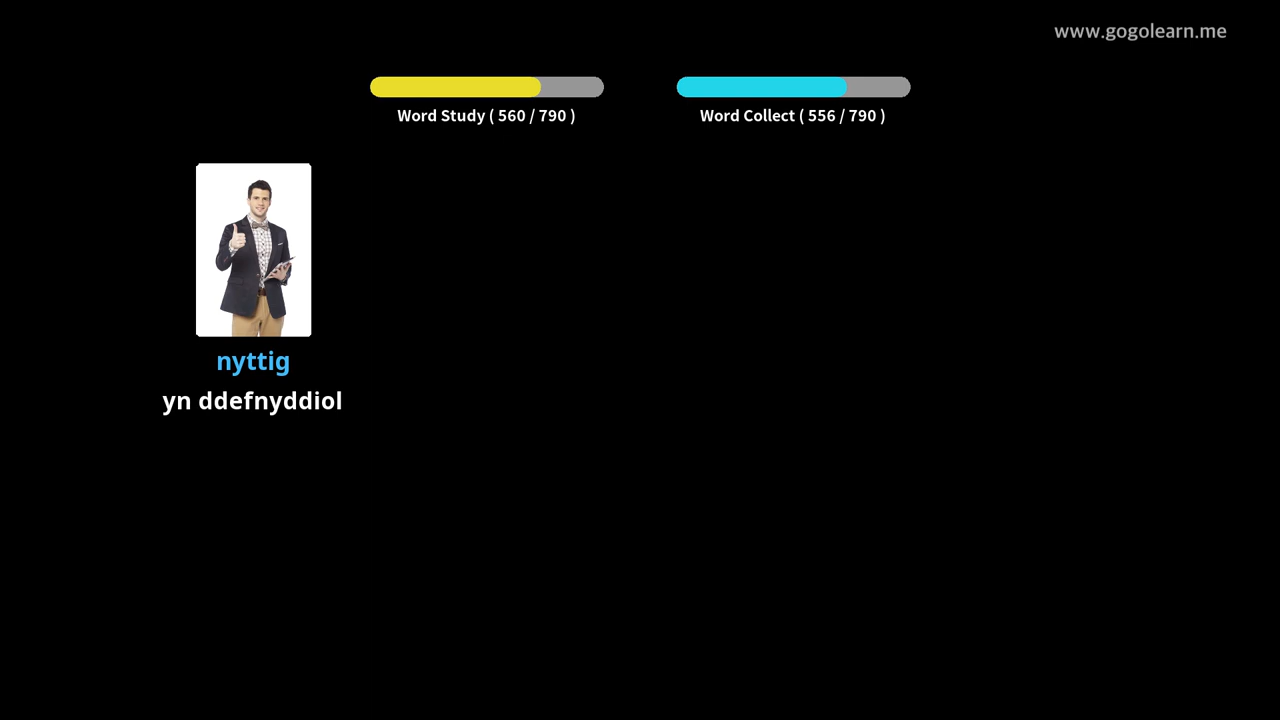 www.gogolearn.me
Word Study ( 560 / 790 )
Word Collect ( 556 / 790 )
nyttig
yn ddefnyddiol